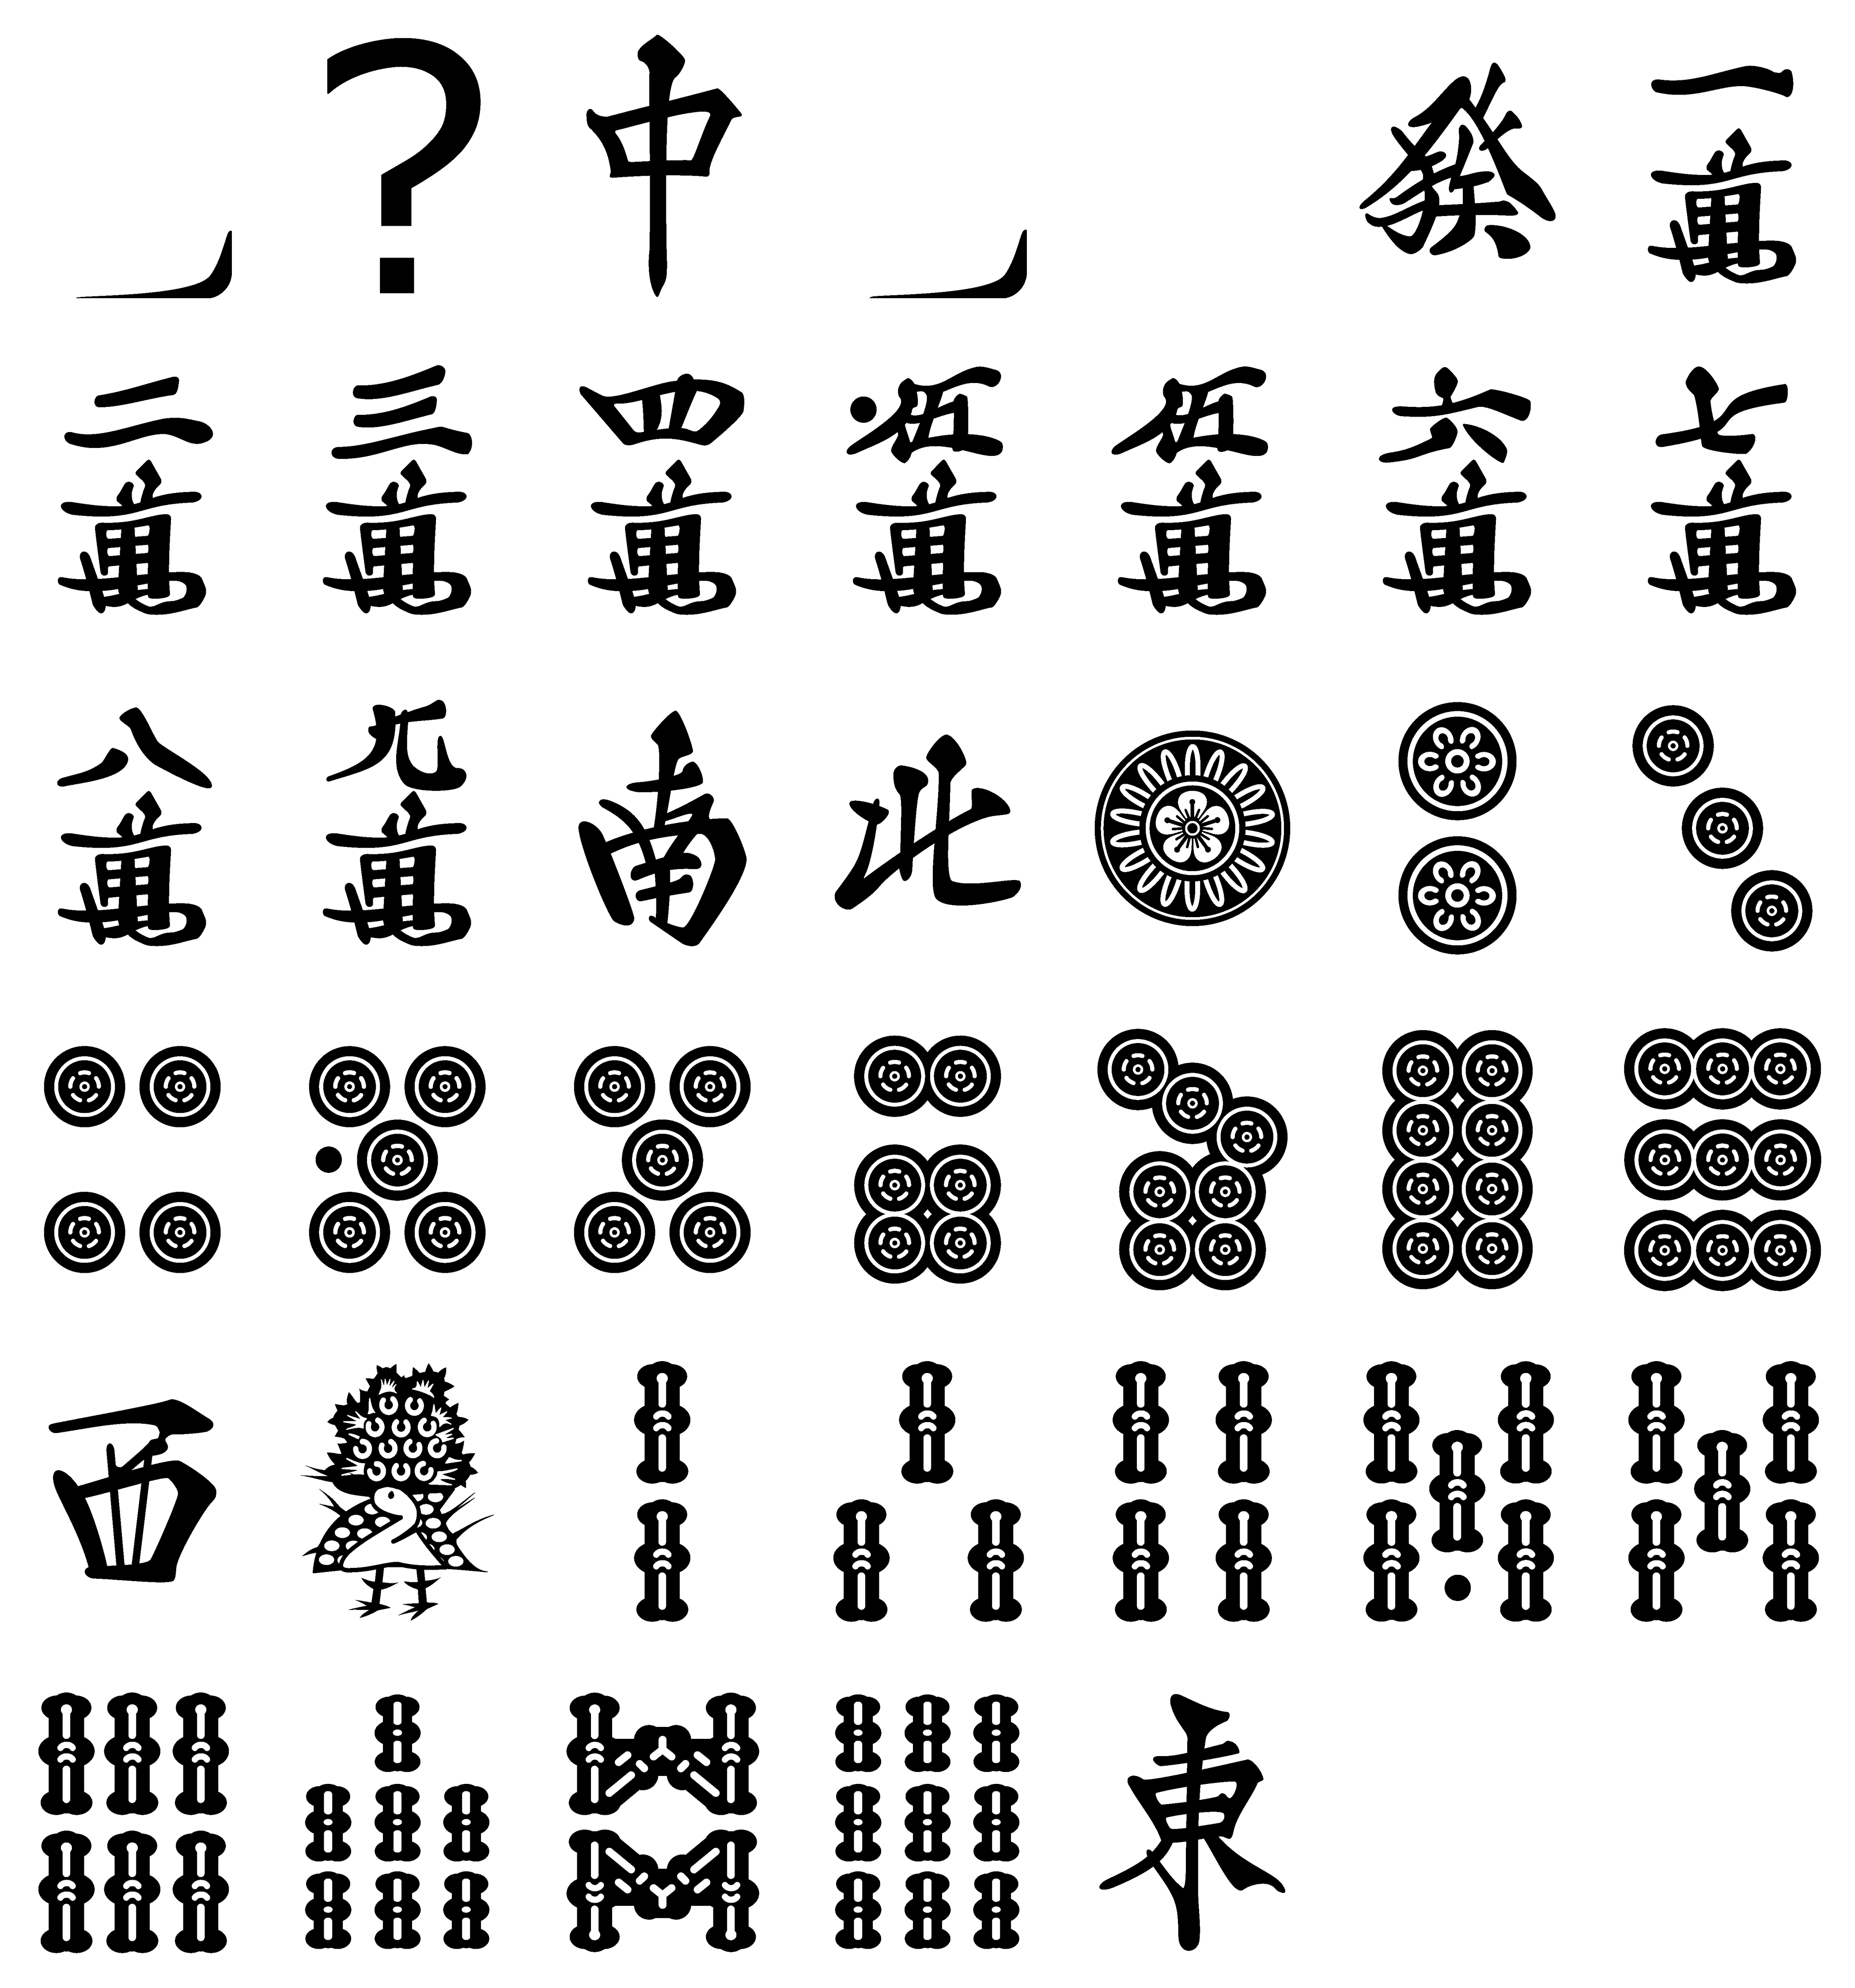 ? 中 發 一萬
二萬 三萬 四萬 伍萬 伍萬 六萬 七萬
八萬 九萬 南 北
西
東